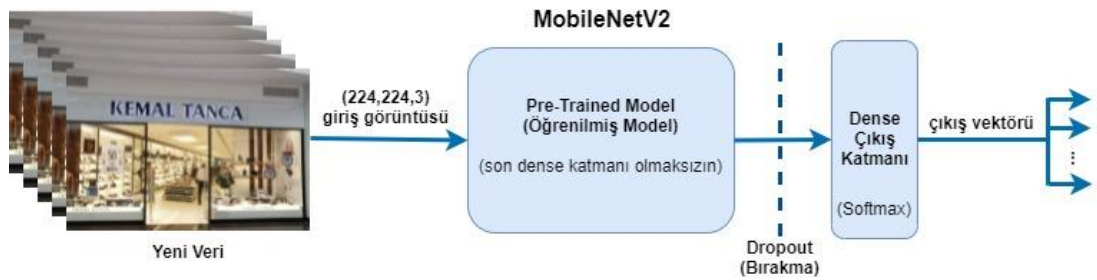 MobileNetV2
KEMAL TANCA
(224,224,3)
giriş görüntüsü
Pre-Trained Model
(Öğrenilmiş Model)
(son dense katmanı olmaksızın)
Dense
Çıkış
Katmanı
(Softmax)
çıkış vektörü
...
Yeni Veri
Dropout
(Bırakma)